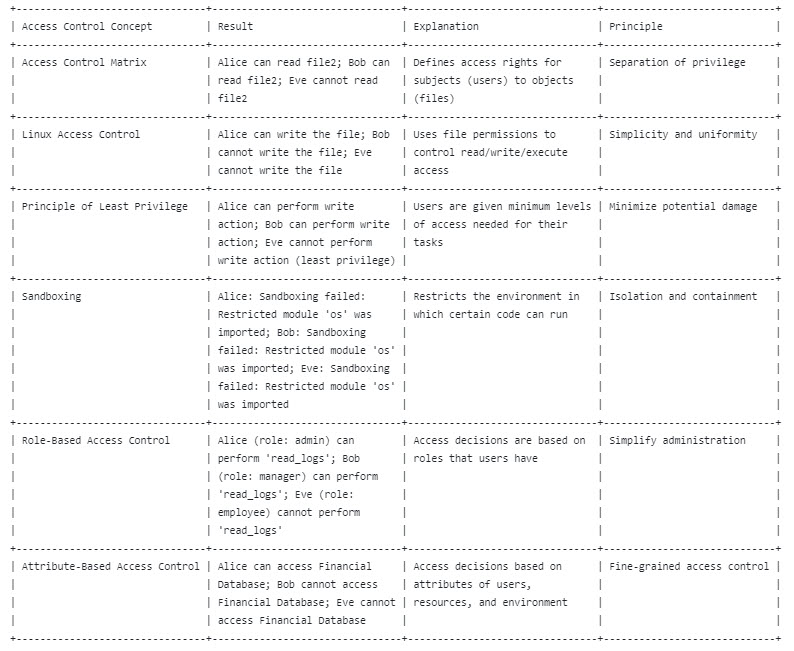 +-------------------------------+-------------------------------+-------------------------------+----------------------------+
| Access Control Concept | Result | Explanation | Principle |
+-------------------------------+-------------------------------+-------------------------------+----------------------------+
| Access Control Matrix | Alice can read file2; Bob can | Defines access rights for | Separation of privilege |
| | read file2; Eve cannot read | subjects (users) to objects | |
| | file2 | (files) | |
+-------------------------------+-------------------------------+-------------------------------+----------------------------+
| Linux Access Control | Alice can write the file; Bob | Uses file permissions to | Simplicity and uniformity |
| | cannot write the file; Eve | control read/write/execute | |
| | cannot write the file | access | |
+-------------------------------+-------------------------------+-------------------------------+----------------------------+
| Principle of Least Privilege | Alice can perform write | Users are given minimum levels | Minimize potential damage |
| | action; Bob can perform write | of access needed for their | |
| | action; Eve cannot perform | tasks | |
| | write action (least privilege) | | |
+-------------------------------+-------------------------------+-------------------------------+----------------------------+
| Sandboxing | Alice: Sandboxing failed: | Restricts the environment in | Isolation and containment |
| | Restricted module 'os' was | which certain code can run | |
| | imported; Bob: Sandboxing | | |
| | failed: Restricted module 'os' | | |
| | was imported; Eve: Sandboxing | | |
| | failed: Restricted module 'os' | | |
| | was imported | | |
+-------------------------------+-------------------------------+-------------------------------+----------------------------+
| Role-Based Access Control | Alice (role: admin) can | Access decisions are based on | Simplify administration |
| | perform 'read_logs'; Bob | roles that users have | |
| | (role: manager) can perform | | |
| | 'read_logs'; Eve (role: | | |
| | employee) cannot perform | | |
| | 'read_logs' | | |
+-------------------------------+-------------------------------+-------------------------------+----------------------------+
| Attribute-Based Access Control | Alice can access Financial | Access decisions based on | Fine-grained access control |
| | Database; Bob cannot access | attributes of users, | |
| | Financial Database; Eve cannot | resources, and environment | |
| | access Financial Database | | |
+-------------------------------+-------------------------------+-------------------------------+----------------------------+